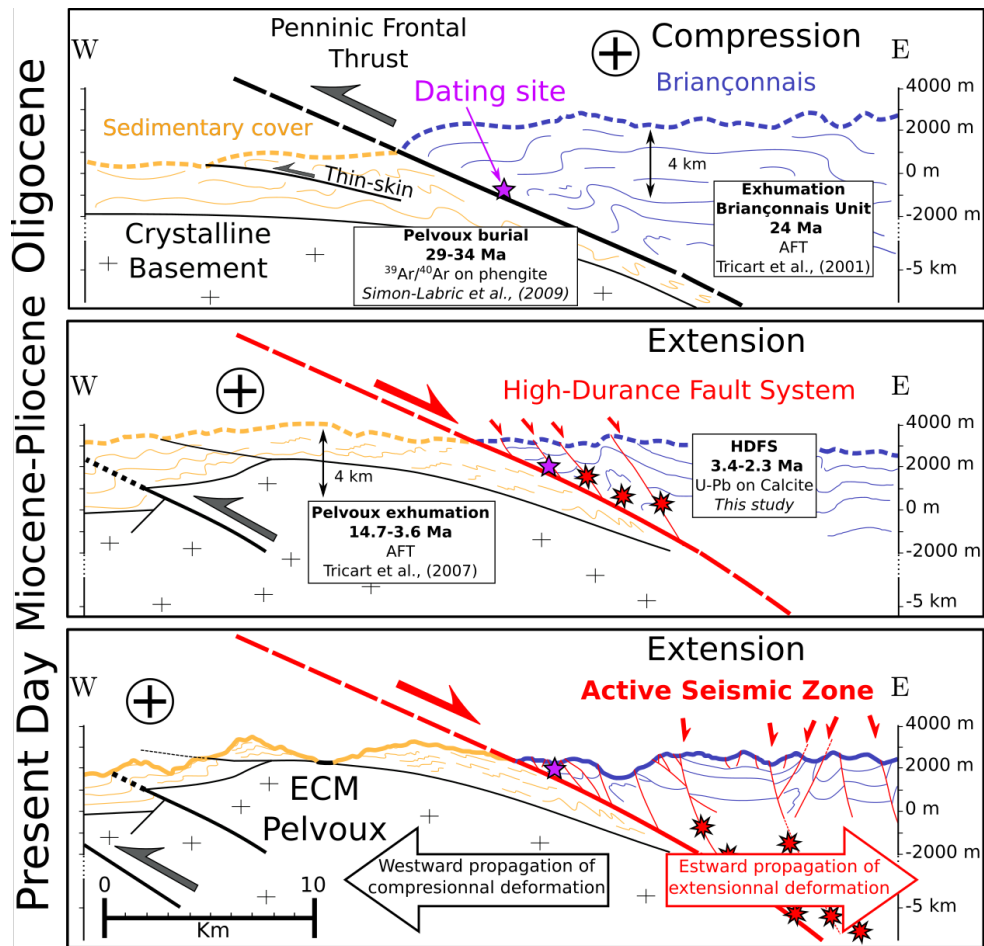 Oligocene
W
Penninic Frontal
Thrust
Compression
E
Briançonnais
Dating site
Sedimentary cover
Thin-skin
Crystalline
Basement
4 km
Pelvoux burial
29-34 Ma
39Ar/40Ar on phengite
Simon-Labric et al., (2009)
Exhumation
Briançonnais Unit
24 Ma
AFT
Tricart et al., (2001)
4000 m
2000 m
0 m
-2000 m
-5 km
Miocene-Pliocene
W
Extension
E
High-Durance Fault System
4 km
Pelvoux exhumation
14.7-3.6 Ma
AFT
Tricart et al., (2007)
HDFS
3.4-2.3 Ma
U-Pb on Calcite
This study
4000 m
2000 m
0 m
-2000 m
-5 km
Present Day
W
Extension
E
Active Seismic Zone
ECM
Pelvoux
Westward propagation of
compresionnal deformation
Estward propagation of
extensionnal deformation
4000 m
2000 m
0 m
-2000 m
-5 km
0 10
Km